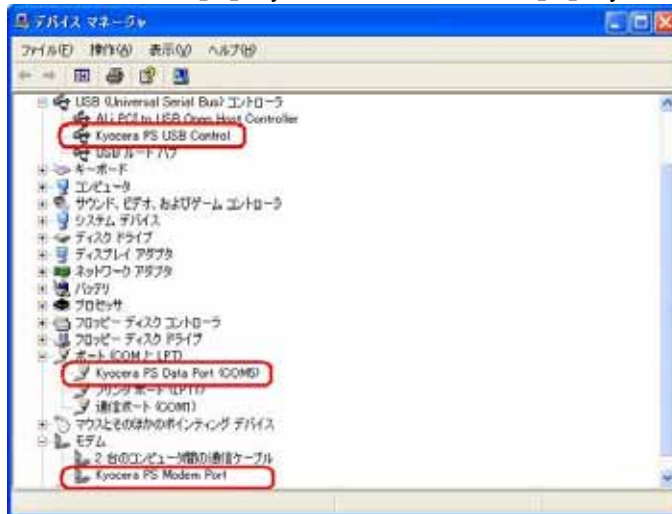 デバイス マネージャ
ファイル(F) 操作(A) 表示(V) ヘルプ(H)
USB (Universal Serial Bus) コントローラ
ALi PCI to USB Open Host Controller
Kyocera PS USB Control
USB ルート ハブ
キーボード
コンピュータ
サウンド、ビデオ、およびゲーム コントローラ
システム デバイス
ディスク ドライブ
ディスプレイ アダプタ
ネットワーク アダプタ
バッテリ
プロセッサ
フロッピー ディスク コントローラ
フロッピー ディスク ドライブ
ポート (COM と LPT)
Kyocera PS Data Port (COM5)
プリンタ ポート (LPT1)
通信ポート (COM1)
マウスとそのほかのポインティング デバイス
モデム
2 台のコンピュータ間の通信ケーブル
Kyocera PS Modem Port